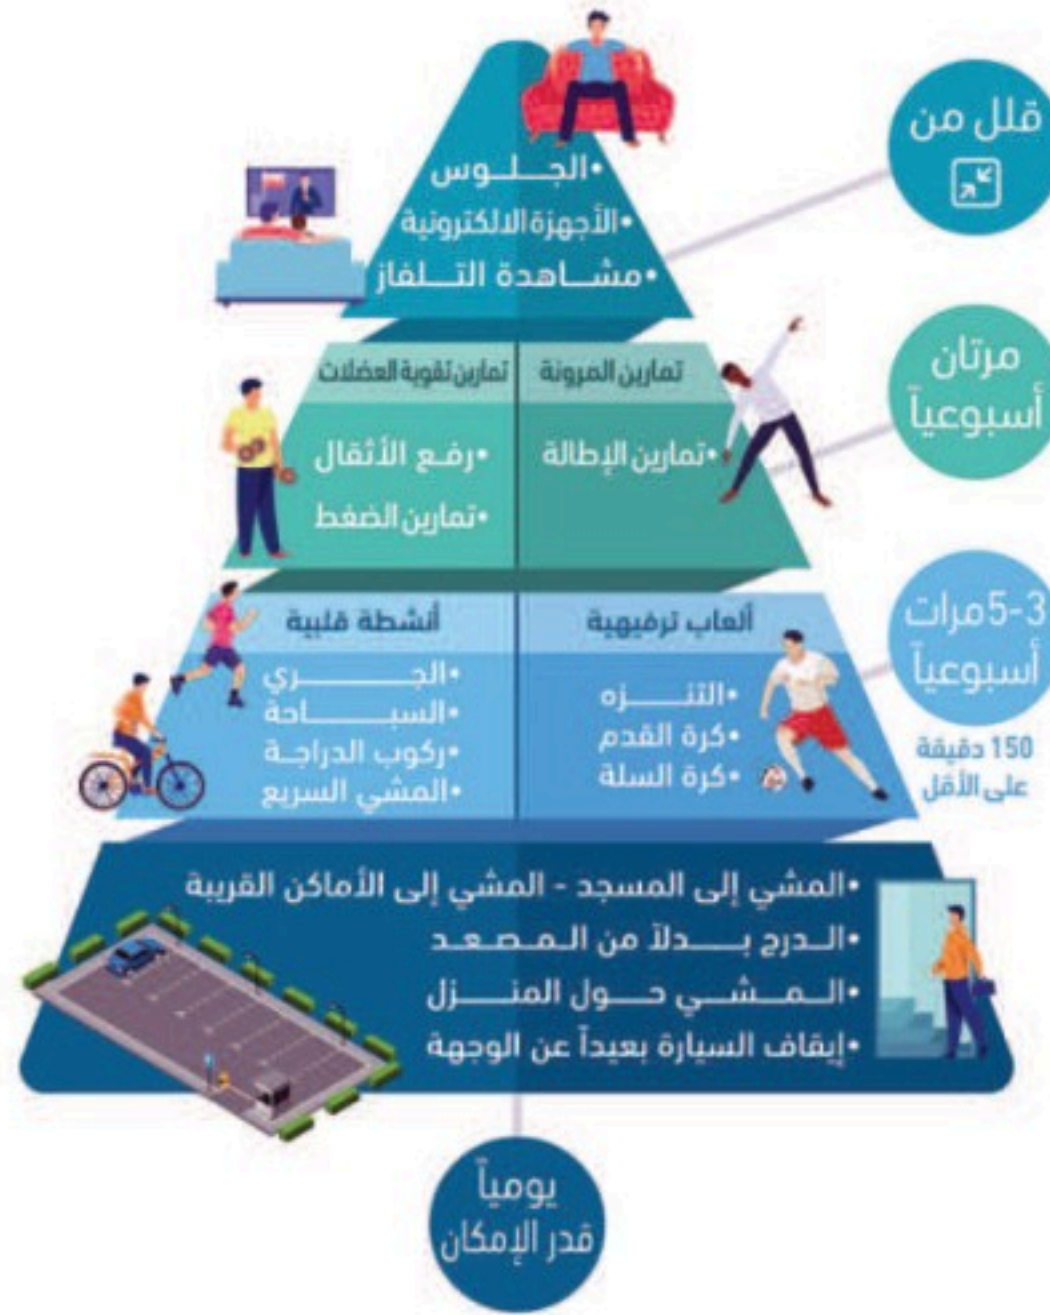 قلل من
•الجلوس
•الأجهزة الالكترونية
•مشاهدة التلفاز
مرتان
أسبوعياً
تمارين المرونة
•تمارين الإطالة
تمارين تقوية العضلات
•رفع الأثقال
•تمارين الضغط
3-5 مرات
أسبوعياً
150 دقيقة
على الأقل
ألعاب ترفيهية
•التنزه
•كرة القدم
•كرة السلة
أنشطة قلبية
•الجري
•السباحة
•ركوب الدراجة
•المشي السريع
•المشي إلى المسجد - المشي إلى الأماكن القريبة
•الدرج بدلاً من المصعد
•المشي حول المنزل
•إيقاف السيارة بعيداً عن الوجهة
يومياً
قدر الإمكان